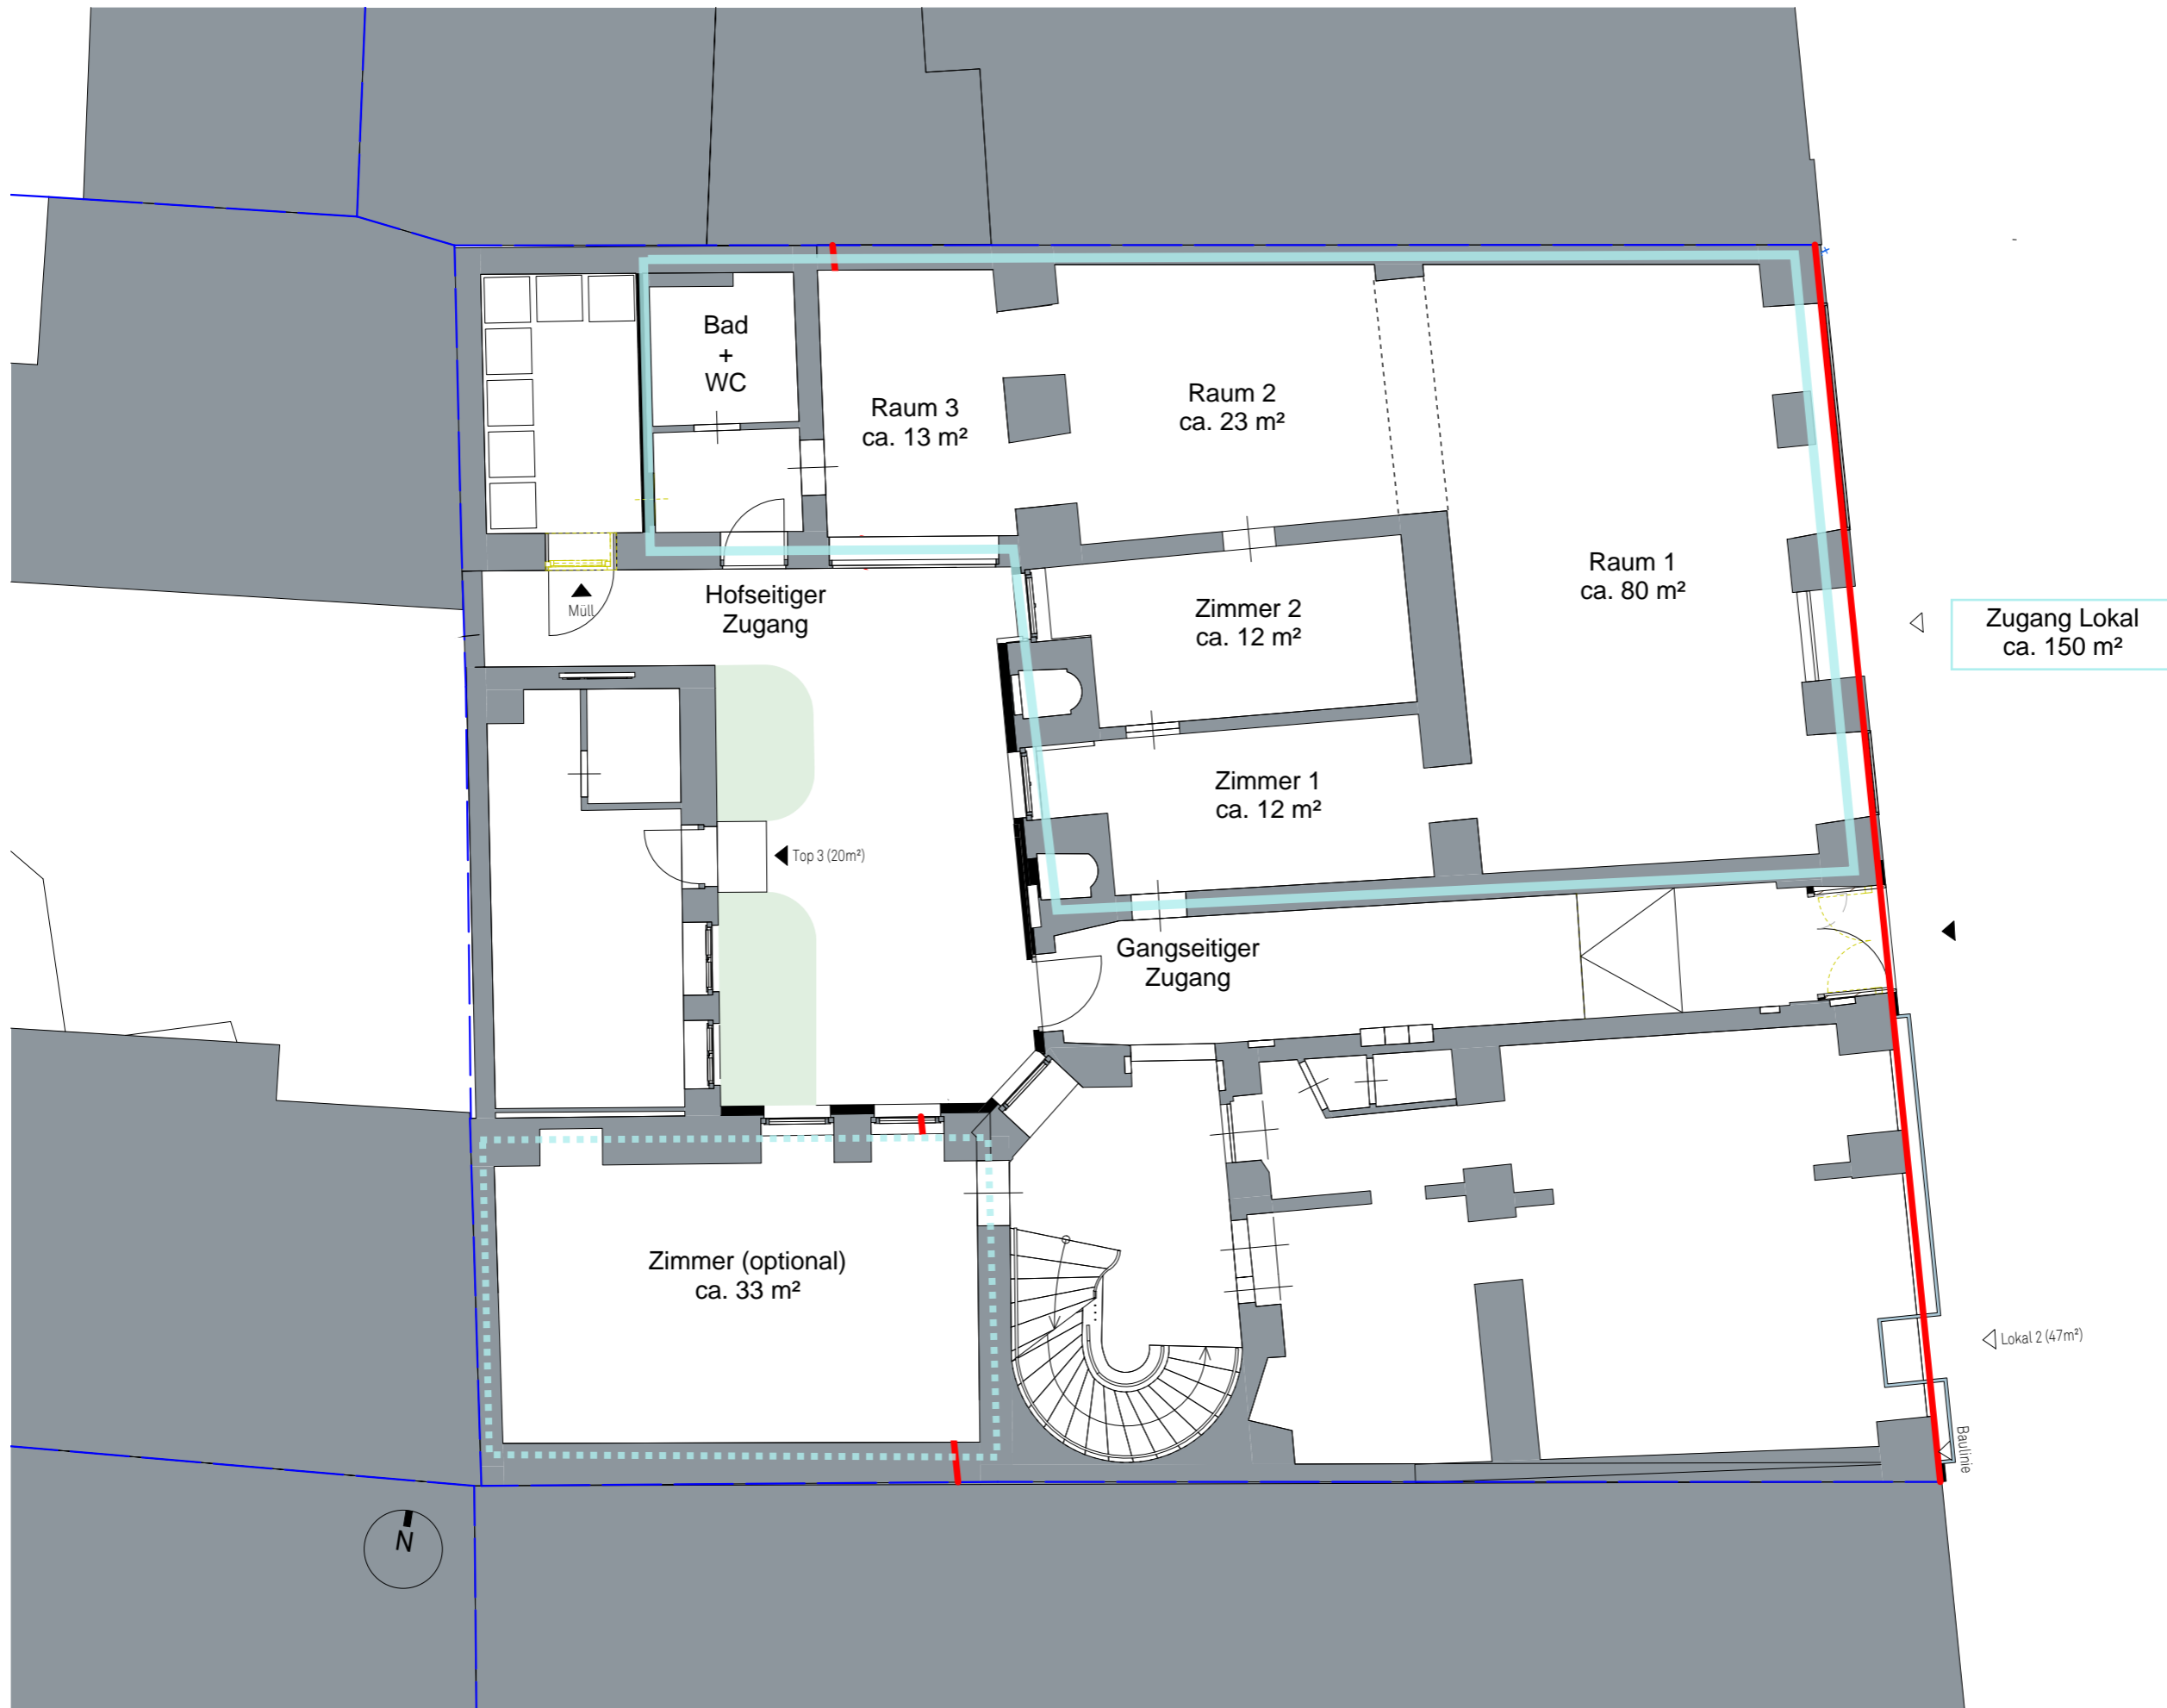 Bad
+
WC
Raum 3
ca. 13 m²
Raum 2
ca. 23 m²
Raum 1
ca. 80 m²
Hofseitiger
Zugang
Müll
Zimmer 2
ca. 12 m²
Zugang Lokal
ca. 150 m²
Zimmer 1
ca. 12 m²
Top 3 (20m²)
Gangseitiger
Zugang
Zimmer (optional)
ca. 33 m²
Lokal 2 (47m²)
Baulinie
N